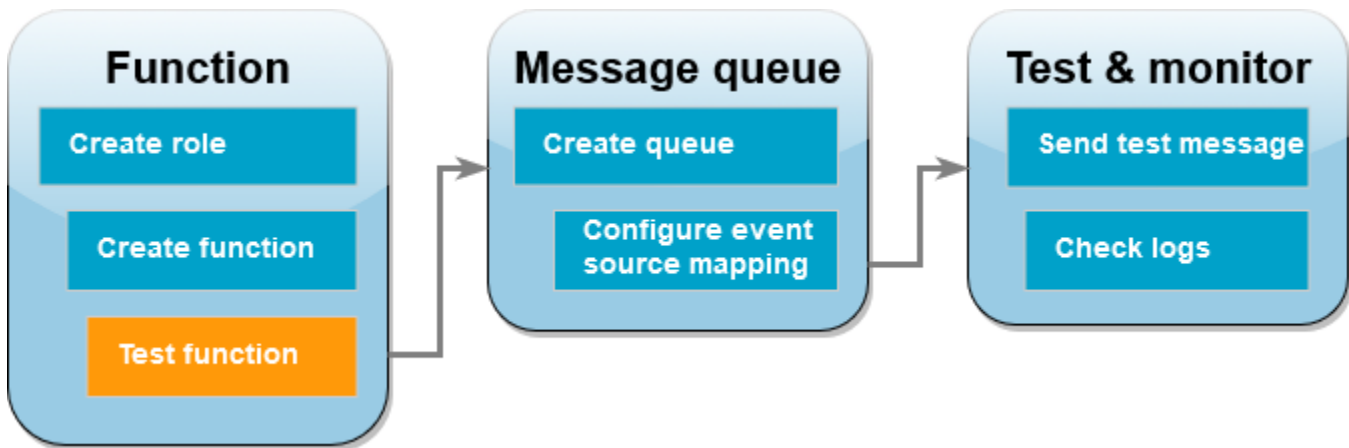 Function
Create role
Create function
Test function
Message queue
Create queue
Configure event
source mapping
Test & monitor
Send test message
Check logs